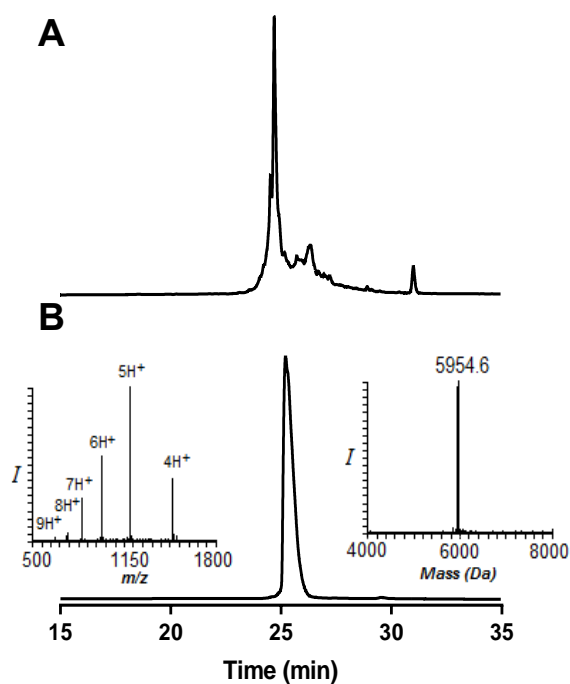 A
B
5H⁺
6H⁺
4H⁺
7H⁺
8H⁺
9H⁺
I
500 1150 1800
m/z
5954.6
I
4000 6000 8000
Mass (Da)
15 20 25 30 35
Time (min)